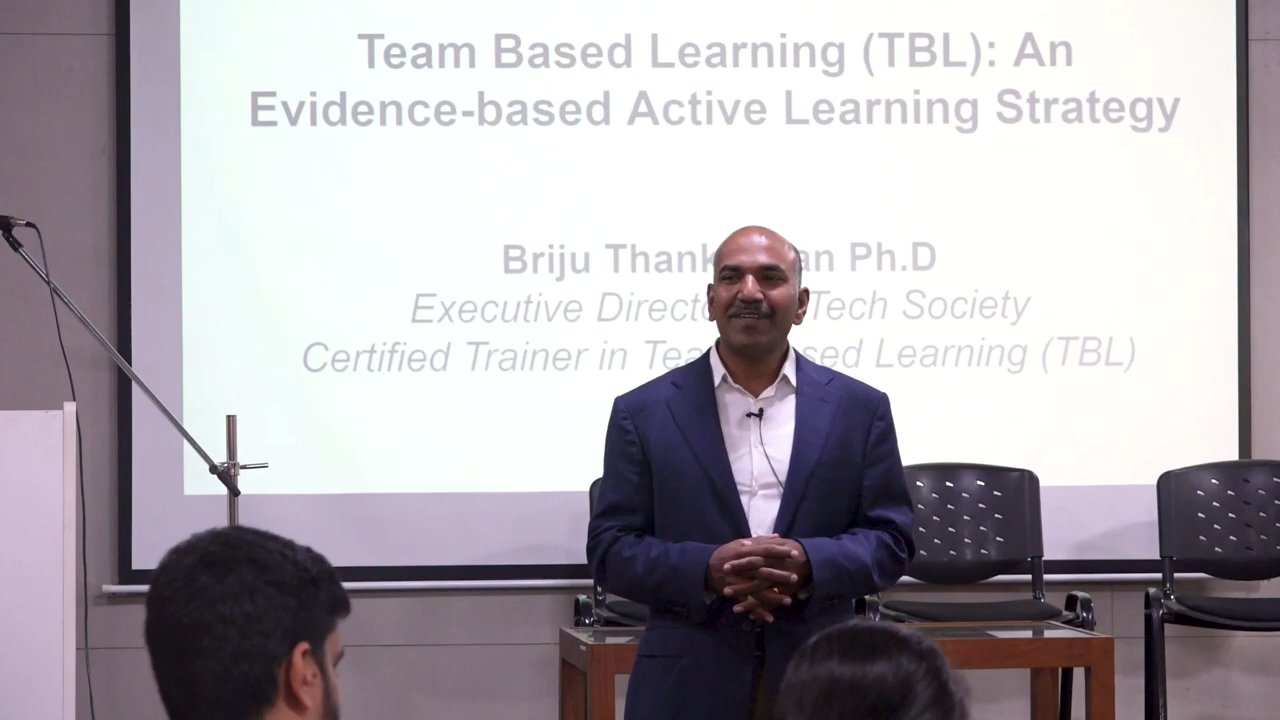 Team Based Learning (TBL): An
Evidence-based Active Learning Strategy
Briju Ph.D
Executive Tech Society
Certified Trainer in Learning (TBL)